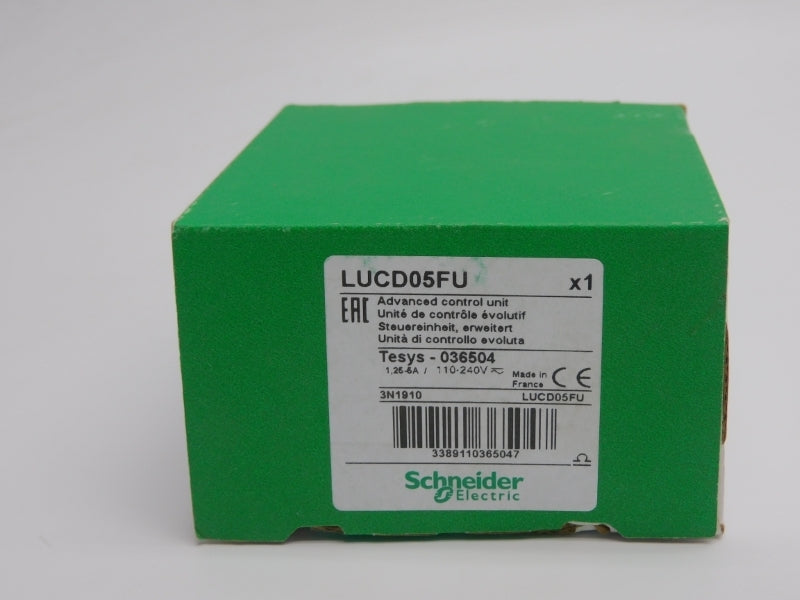 LUCD05FU x1
EAC Advanced control unit
Unité de contrôle évolutif
Steuereinheit, erweitert
Unità di controllo evoluta
Tesys - 036504
1,25-5A / 110-240V Made in
France CE
3N1910 LUCD05FU
3389110365047
Schneider
Electric